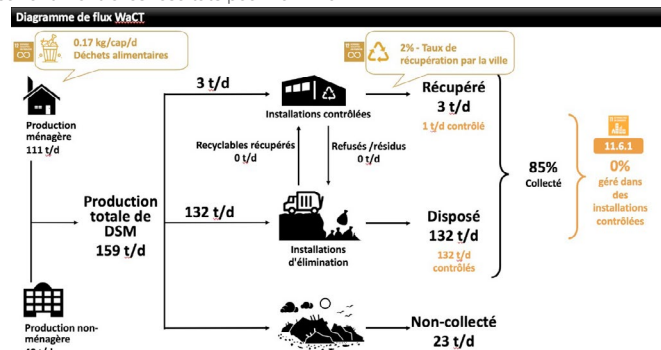 Diagramme de flux WaCT
0.17 kg/cap/d
Déchets alimentaires
2% - Taux de
récupération par la ville
3 t/d
Installations contrôlées
Récupéré
3 t/d
1 t/d contrôlé
Production
ménagère
111 t/d
Recyclables récupérés
0 t/d
Refusés /résidus
0 t/d
85%
Collecté
11.6.1
0%
géré dans
des
installations
contrôlées
Production
totale de
DSM
159 t/d
132 t/d
Installations
d'élimination
Disposé
132 t/d
132 t/d
contrôlés
Production non-
ménagère
Non-collecté
23 t/d